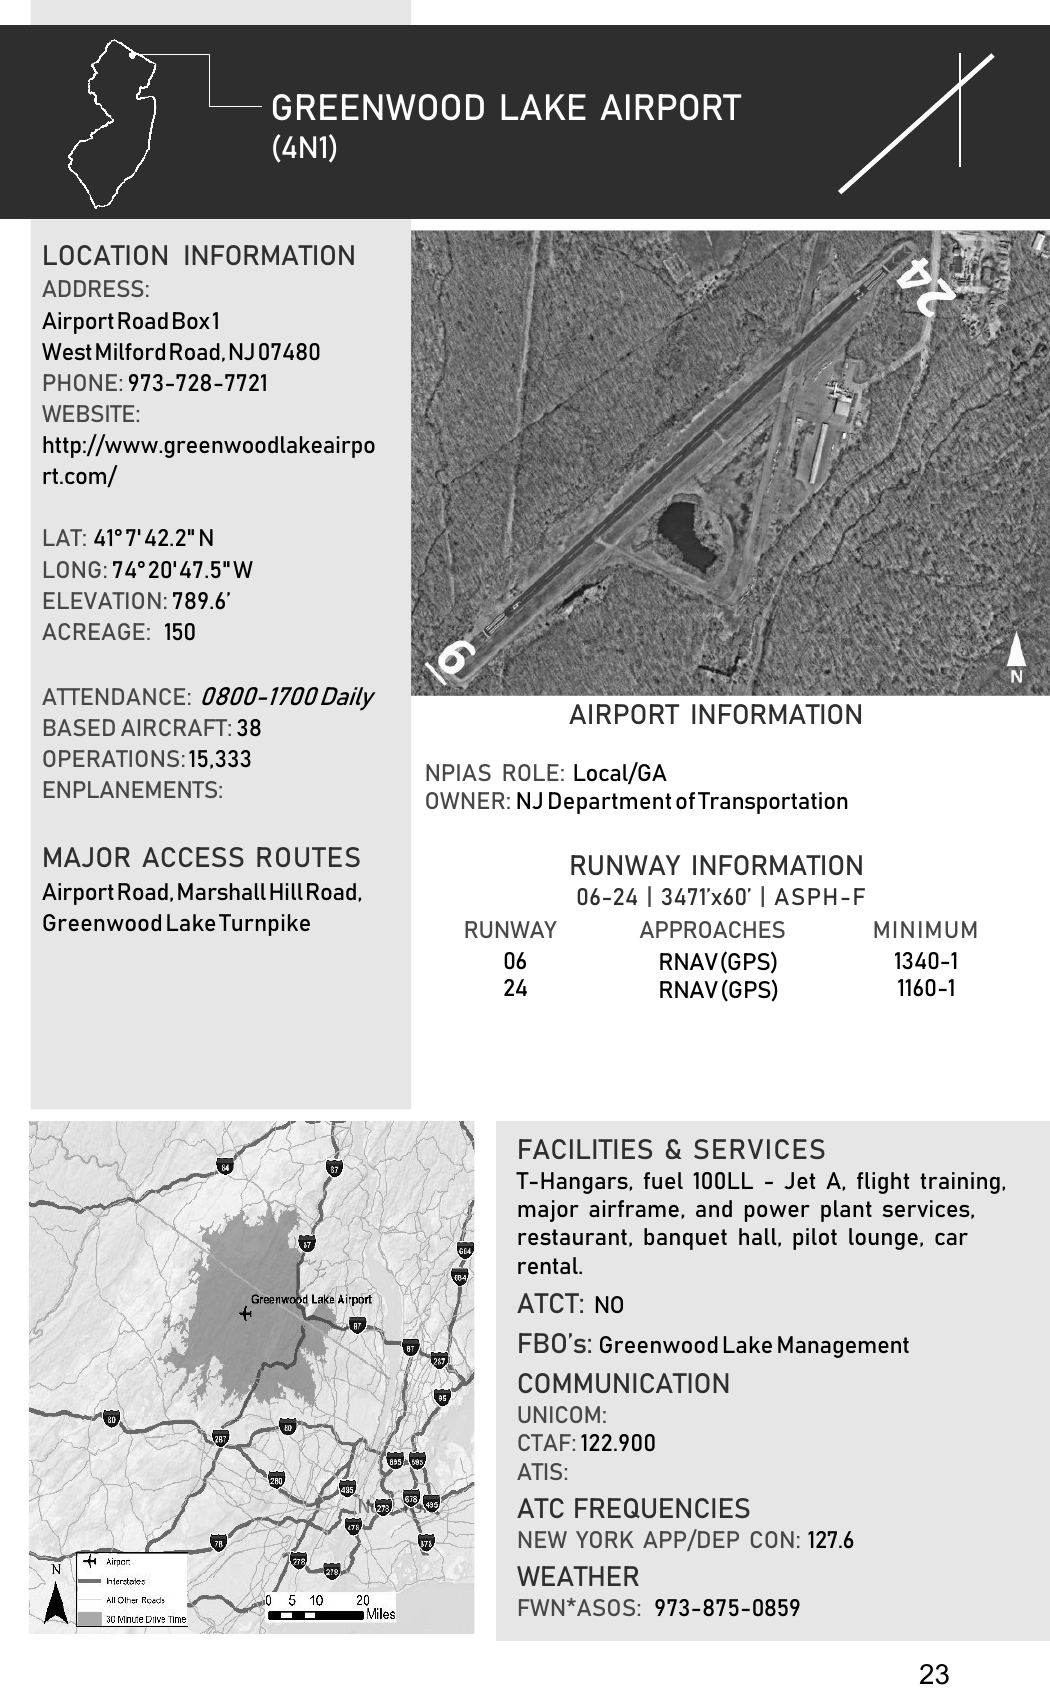 GREENWOOD LAKE AIRPORT
(4N1)
LOCATION INFORMATION
ADDRESS:
Airport Road Box 1
West Milford Road, NJ 07480
PHONE: 973-728-7721
WEBSITE:
http://www.greenwoodlakeairpo
rt.com/
LAT: 41° 7' 42.2" N
LONG: 74° 20' 47.5" W
ELEVATION: 789.6’
ACREAGE: 150
ATTENDANCE: 0800-1700 Daily
BASED AIRCRAFT: 38
OPERATIONS: 15,333
ENPLANEMENTS:
MAJOR ACCESS ROUTES
Airport Road, Marshall Hill Road,
Greenwood Lake Turnpike
24
6
N
AIRPORT INFORMATION
NPIAS ROLE: Local/GA
OWNER: NJ Department of Transportation
RUNWAY INFORMATION
06-24 | 3471’x60’ | ASPH-F
RUNWAY APPROACHES MINIMUM
06 RNAV (GPS) 1340-1
24 RNAV (GPS) 1160-1
84
87
87
684
684
Greenwood Lake Airport
87
87
287
95
80
287
80
280
495
895
695
278
678
495
478
78
278
278
878
N
Airport
Interstates
All Other Roads
30 Minute Drive Time
0 5 10 20
Miles
FACILITIES & SERVICES
T-Hangars, fuel 100LL - Jet A, flight training,
major airframe, and power plant services,
restaurant, banquet hall, pilot lounge, car
rental.
ATCT: NO
FBO’s: Greenwood Lake Management
COMMUNICATION
UNICOM:
CTAF: 122.900
ATIS:
ATC FREQUENCIES
NEW YORK APP/DEP CON: 127.6
WEATHER
FWN*ASOS: 973-875-0859
23